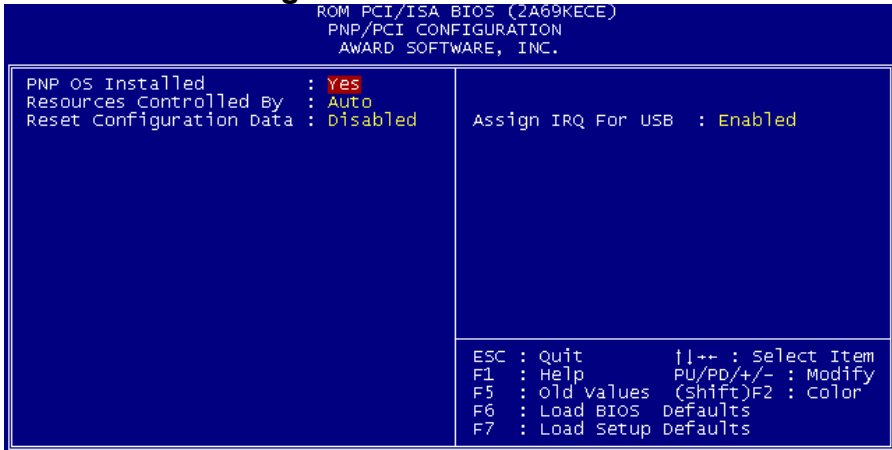 ROM PCI/ISA BIOS (2A69KECE)
PNP/PCI CONFIGURATION
AWARD SOFTWARE, INC.
PNP OS Installed : Yes
Resources Controlled By : Auto
Reset Configuration Data : Disabled
Assign IRQ For USB : Enabled
ESC : Quit ↑↓→← : Select Item
F1 : Help PU/PD/+/- : Modify
F5 : Old Values (Shift)F2 : Color
F6 : Load BIOS Defaults
F7 : Load Setup Defaults